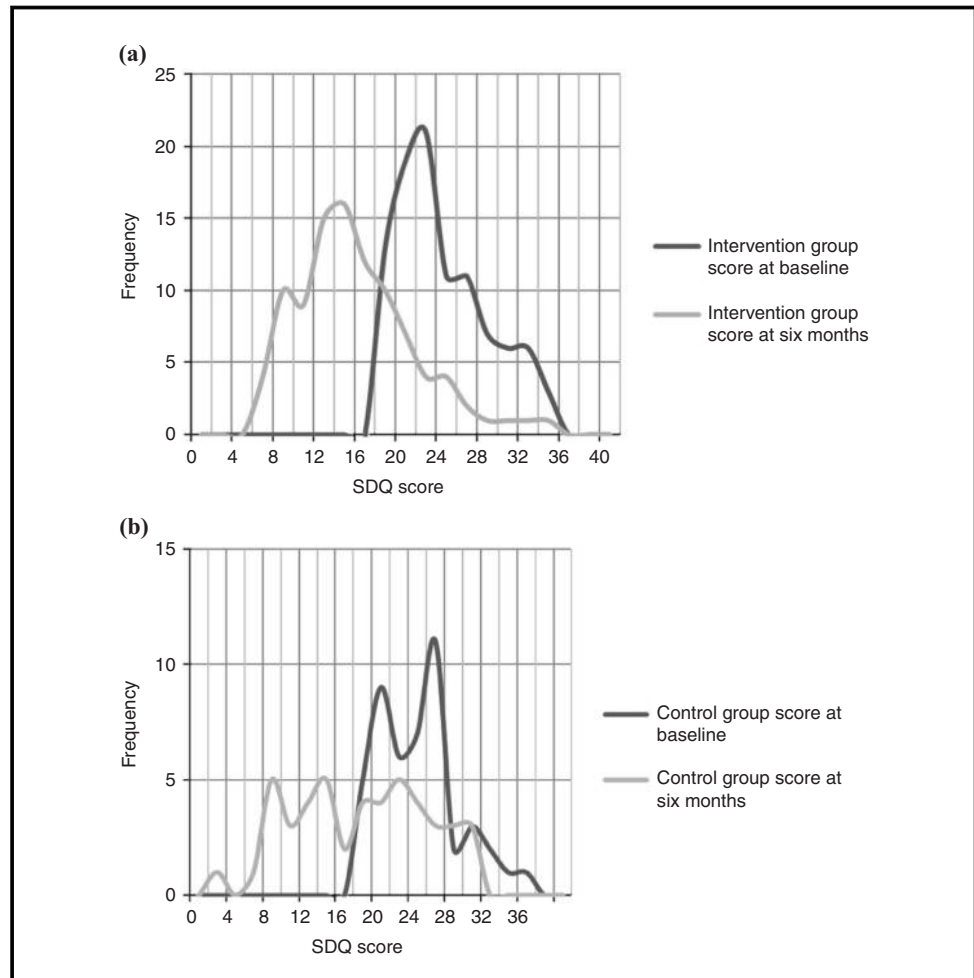 (a)
25
20
15
10
5
0
Frequency
0 4 8 12 16 20 24 28 32 36 40
SDQ score
Intervention group
score at baseline
Intervention group
score at six months
(b)
15
10
5
0
Frequency
0 4 8 12 16 20 24 28 32 36
SDQ score
Control group score at
baseline
Control group score at
six months